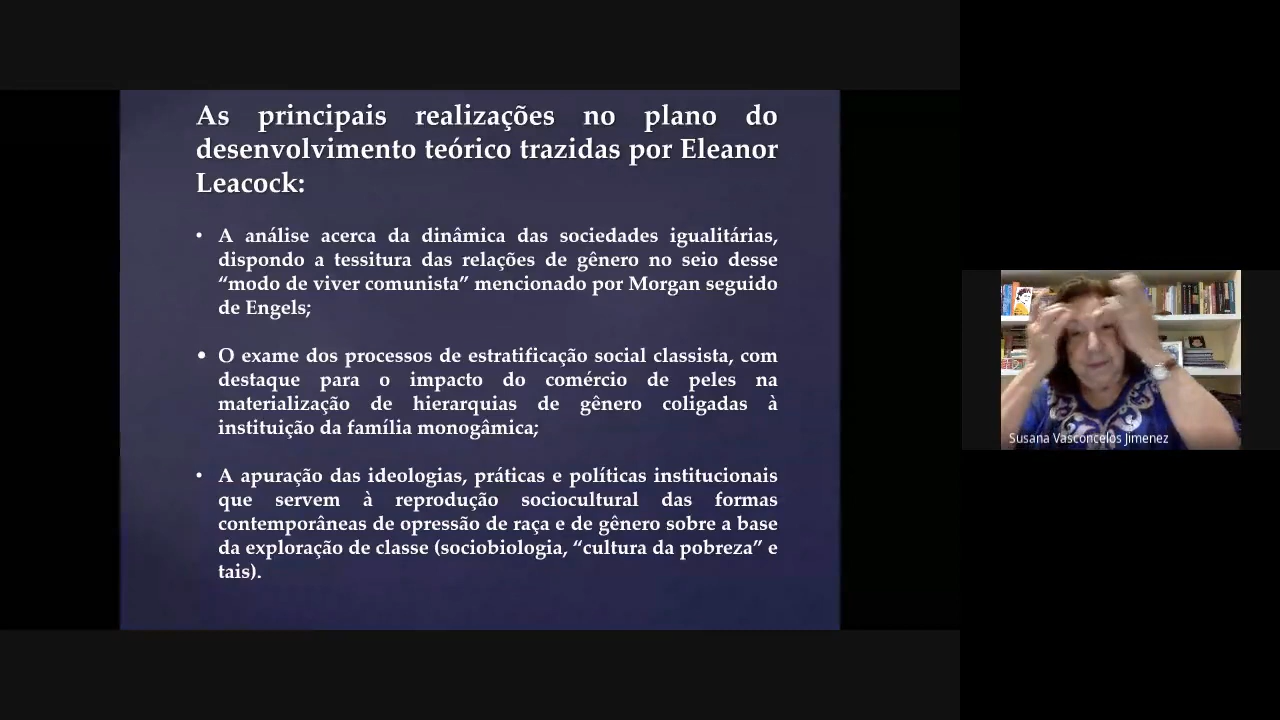 As principais realizações no plano do
desenvolvimento teórico trazidas por Eleanor
Leacock:
• A análise acerca da dinâmica das sociedades igualitárias,
dispondo a tessitura das relações de gênero no seio desse
“modo de viver comunista” mencionado por Morgan seguido
de Engels;
• O exame dos processos de estratificação social classista, com
destaque para o impacto do comércio de peles na
materialização de hierarquias de gênero coligadas à
instituição da família monogâmica;
• A apuração das ideologias, práticas e políticas institucionais
que servem à reprodução sociocultural das formas
contemporâneas de opressão de raça e de gênero sobre a base
da exploração de classe (sociobiologia, “cultura da pobreza” e
tais).
Susana Vasconcelos Jimenez